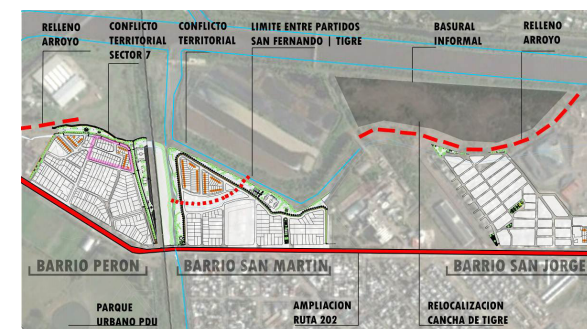 RELLENO
ARROYO
CONFLICTO
TERRITORIAL
SECTOR 7
CONFLICTO
TERRITORIAL
LIMITE ENTRE PARTIDOS
SAN FERNANDO | TIGRE
BASURAL
INFORMAL
RELLENO
ARROYO
BARRIO PERON
BARRIO SAN MARTIN
BARRIO SAN JORGE
PARQUE
URBANO PDU
AMPLIACION
RUTA 202
RELOCALIZACION
CANCHA DE TIGRE